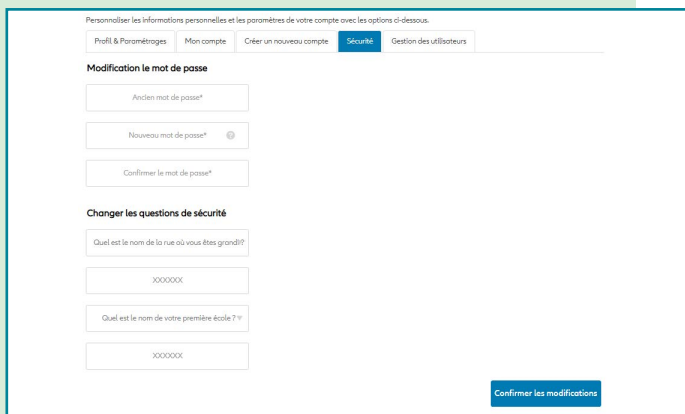 Personnaliser les informations personnelles et les paramètres de votre compte avec les options ci-dessous.
Profil & Paramétrages Mon compte Créer un nouveau compte Sécurité Gestion des utilisateurs
Modification le mot de passe
Ancien mot de passe*
Nouveau mot de passe* ?
Confirmer le mot de passe*
Changer les questions de sécurité
Quel est le nom de la rue où vous êtes grandi?
XXXXXX
Quel est le nom de votre première école ?
XXXXXX
Confirmer les modifications